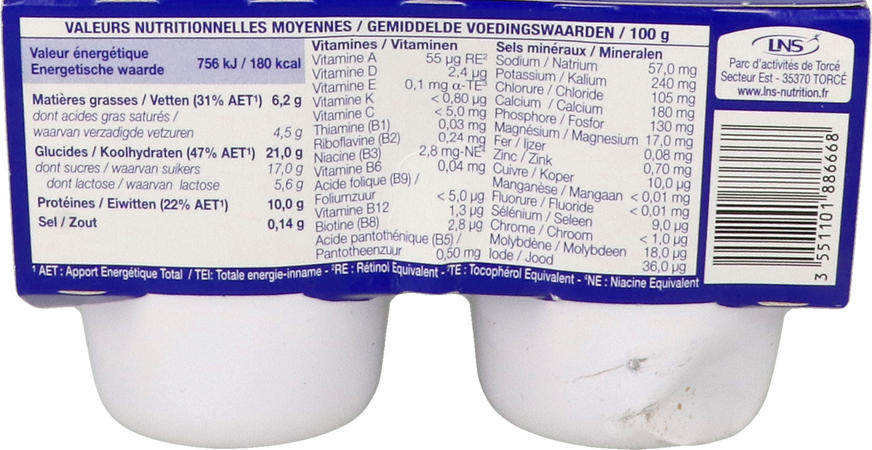 VALEURS NUTRITIONNELLES MOYENNES / GEMIDDELDE VOEDINGSWAARDEN / 100 g
Valeur énergétique
Energetische waarde 756 kJ / 180 kcal
Matières grasses / Vetten (31% AET¹) 6,2 g
dont acides gras saturés /
waarvan verzadigde vetzuren 4,5 g
Glucides / Koolhydraten (47% AET¹) 21,0 g
dont sucres / waarvan suikers 17,0 g
dont lactose / waarvan lactose 5,6 g
Protéines / Eiwitten (22% AET¹) 10,0 g
Sel / Zout 0,14 g
Vitamines / Vitaminen
Vitamine A 55 µg RE²
Vitamine D 2,4 µg
Vitamine E 0,1 mg α-TE³
Vitamine K < 0,80 µg
Vitamine C < 5,0 mg
Thiamine (B1) 0,03 mg
Riboflavine (B2) 0,24 mg
Niacine (B3) 2,8 mg-NE⁴
Vitamine B6 0,04 mg
Acide folique (B9) /
Foliumzuur < 5,0 µg
Vitamine B12 1,3 µg
Biotine (B8) 2,8 µg
Acide pantothénique (B5) /
Pantotheenzuur 0,50 mg
Sels minéraux / Mineralen
Sodium / Natrium 57,0 mg
Potassium / Kalium 240 mg
Chlorure / Chloride 105 mg
Calcium / Calcium 180 mg
Phosphore / Fosfor 130 mg
Magnésium / Magnesium 17,0 mg
Fer / Ijzer 0,08 mg
Zinc / Zink 0,70 mg
Cuivre / Koper 10,0 µg
Manganèse / Mangaan < 0,01 mg
Fluorure / Fluoride < 0,01 mg
Sélénium / Seleen 9,0 µg
Chrome / Chroom < 1,0 µg
Molybdène / Molybdeen 18,0 µg
Iode / Jood 36,0 µg
¹ AET : Apport Energétique Total / TEI: Totale energie-inname - ²RE : Rétinol Equivalent - ³TE : Tocophérol Equivalent - ⁴NE : Niacine Equivalent
LNS
Parc d'activités de Torcé
Secteur Est - 35370 TORCÉ
www.lns-nutrition.fr
3 551101 886668